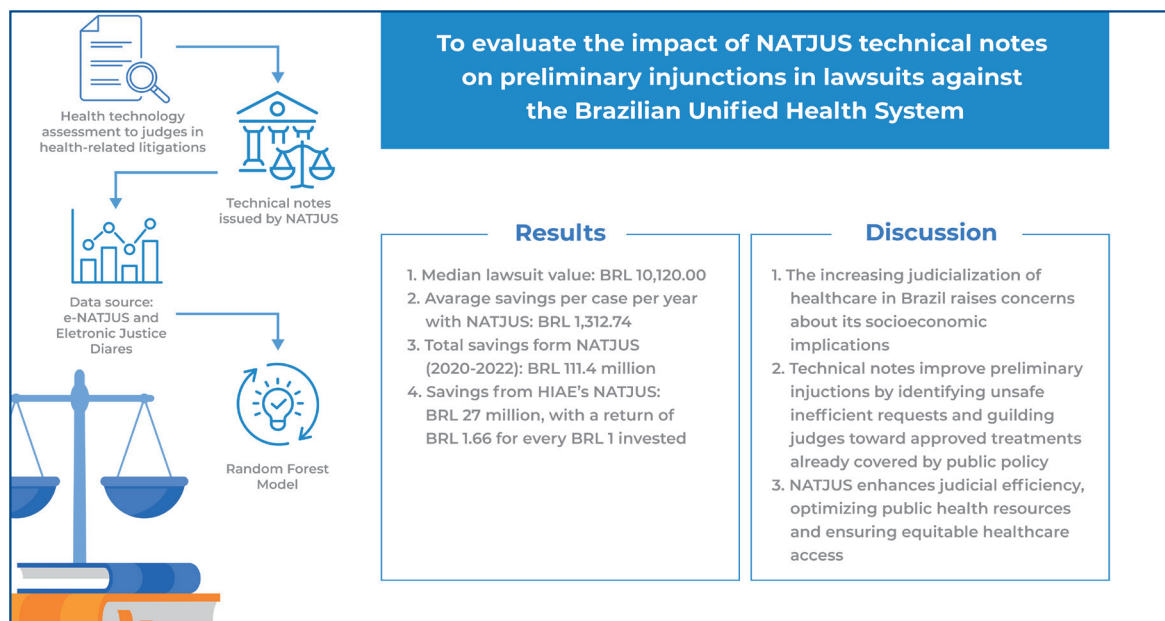 To evaluate the impact of NATJUS technical notes
on preliminary injunctions in lawsuits against
the Brazilian Unified Health System
Health technology
assessment to judges in
health-related litigations
Technical notes
issued by NATJUS
Data source:
e-NATJUS and
Eletronic Justice
Diares
Random Forest
Model
Results
1. Median lawsuit value: BRL 10,120.00
2. Avarage savings per case per year
with NATJUS: BRL 1,312.74
3. Total savings form NATJUS
(2020-2022): BRL 111.4 million
4. Savings from HIAE's NATJUS:
BRL 27 million, with a return of
BRL 1.66 for every BRL 1 invested
Discussion
1. The increasing judicialization of
healthcare in Brazil raises concerns
about its socioeconomic
implications
2. Technical notes improve preliminary
injuctions by identifying unsafe
inefficient requests and guilding
judges toward approved treatments
already covered by public policy
3. NATJUS enhances judicial efficiency,
optimizing public health resources
and ensuring equitable healthcare
access